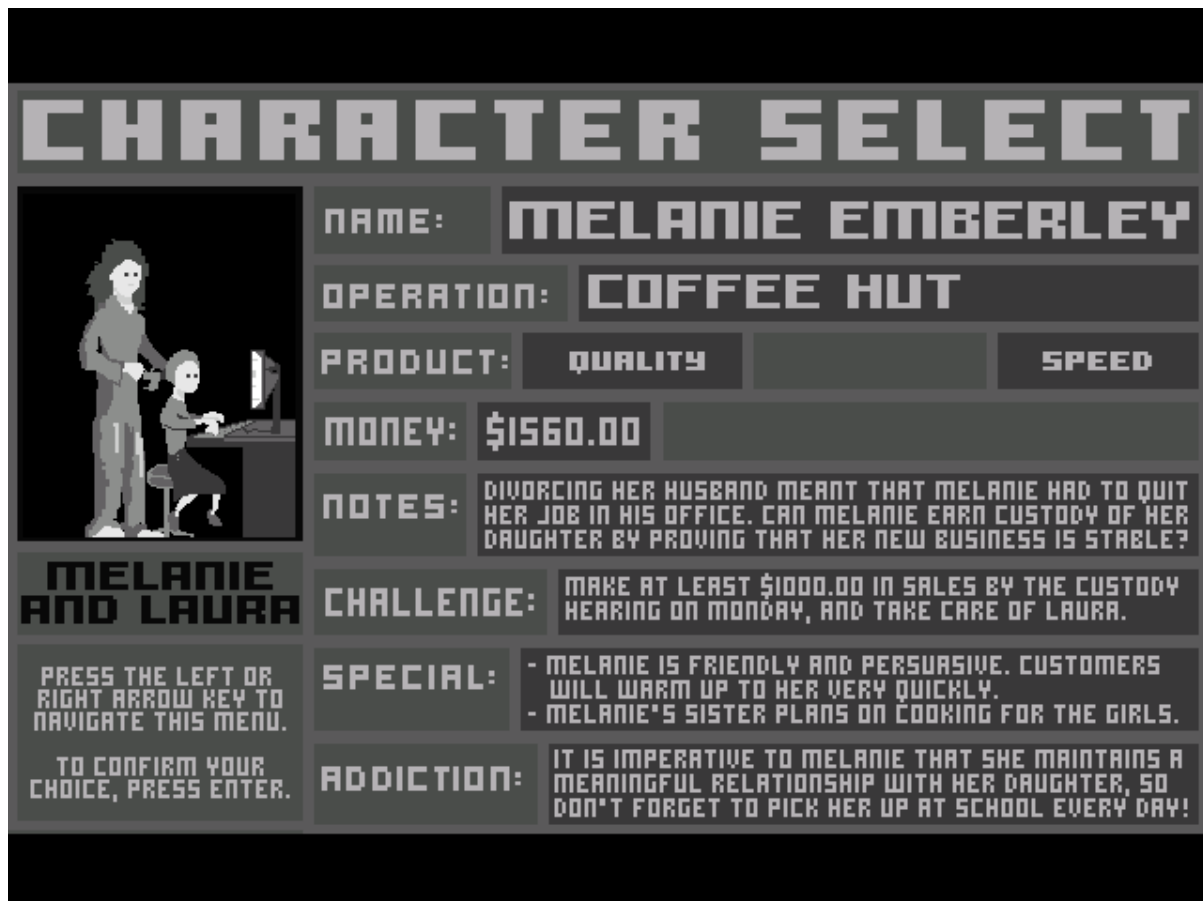 CHARACTER SELECT
NAME: MELANIE EMBERLEY
OPERATION: COFFEE HUT
PRODUCT: QUALITY SPEED
MONEY: $1560.00
NOTES: DIVORCING HER HUSBAND MEANT THAT MELANIE HAD TO QUIT
HER JOB IN HIS OFFICE. CAN MELANIE EARN CUSTODY OF HER
DAUGHTER BY PROVING THAT HER NEW BUSINESS IS STABLE?
CHALLENGE: MAKE AT LEAST $1000.00 IN SALES BY THE CUSTODY
HEARING ON MONDAY, AND TAKE CARE OF LAURA.
SPECIAL: - MELANIE IS FRIENDLY AND PERSUASIVE. CUSTOMERS
WILL WARM UP TO HER VERY QUICKLY.
- MELANIE'S SISTER PLANS ON COOKING FOR THE GIRLS.
ADDICTION: IT IS IMPERATIVE TO MELANIE THAT SHE MAINTAINS A
MEANINGFUL RELATIONSHIP WITH HER DAUGHTER, SO
DON'T FORGET TO PICK HER UP AT SCHOOL EVERY DAY!
MELANIE
AND LAURA
PRESS THE LEFT OR
RIGHT ARROW KEY TO
NAVIGATE THIS MENU.
TO CONFIRM YOUR
CHOICE, PRESS ENTER.